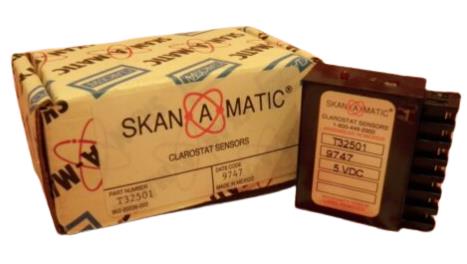 SKAN A MATIC®
CLAROSTAT SENSORS
PART NUMBER
T32501
DATE CODE
9747
MADE IN MEXICO
SKAN A MATIC®
CLAROSTAT SENSORS
T32501
9747
5 VDC